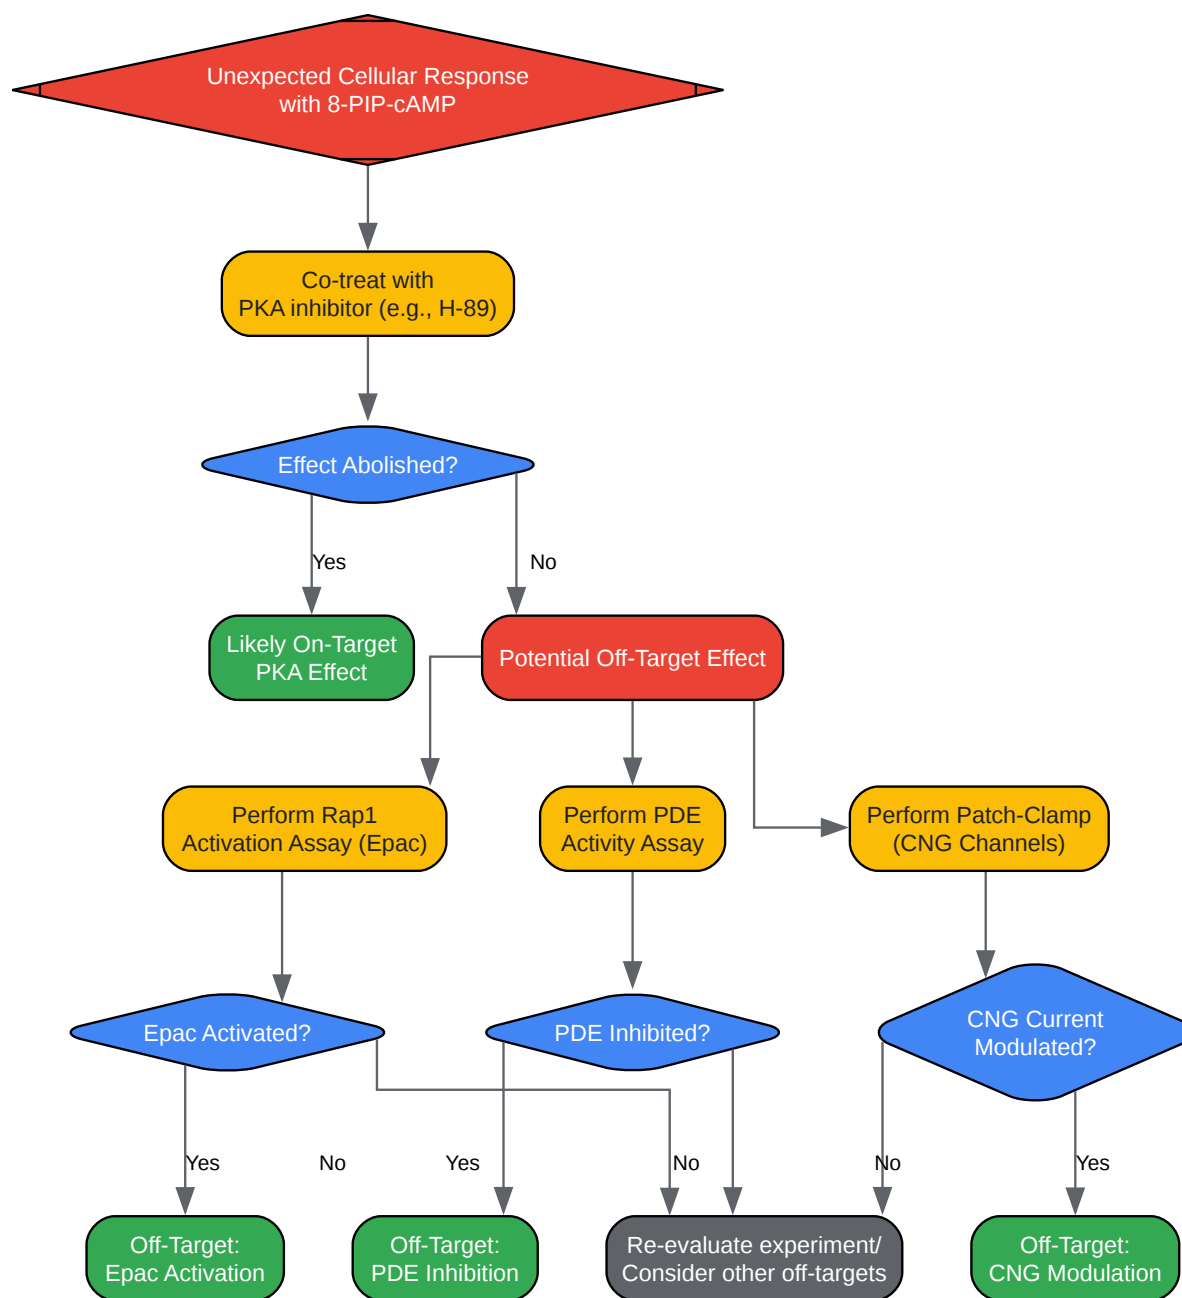 Unexpected Cellular Response
with 8-PIP-cAMP
Co-treat with
PKA inhibitor (e.g., H-89)
Effect Abolished?
Yes
No
Likely On-Target
PKA Effect
Potential Off-Target Effect
Perform Rap1
Activation Assay (Epac)
Perform PDE
Activity Assay
Perform Patch-Clamp
(CNG Channels)
Epac Activated?
PDE Inhibited?
CNG Current
Modulated?
Yes
No
Yes
No
No
Yes
Off-Target:
Epac Activation
Off-Target:
PDE Inhibition
Re-evaluate experiment/
Consider other off-targets
Off-Target:
CNG Modulation